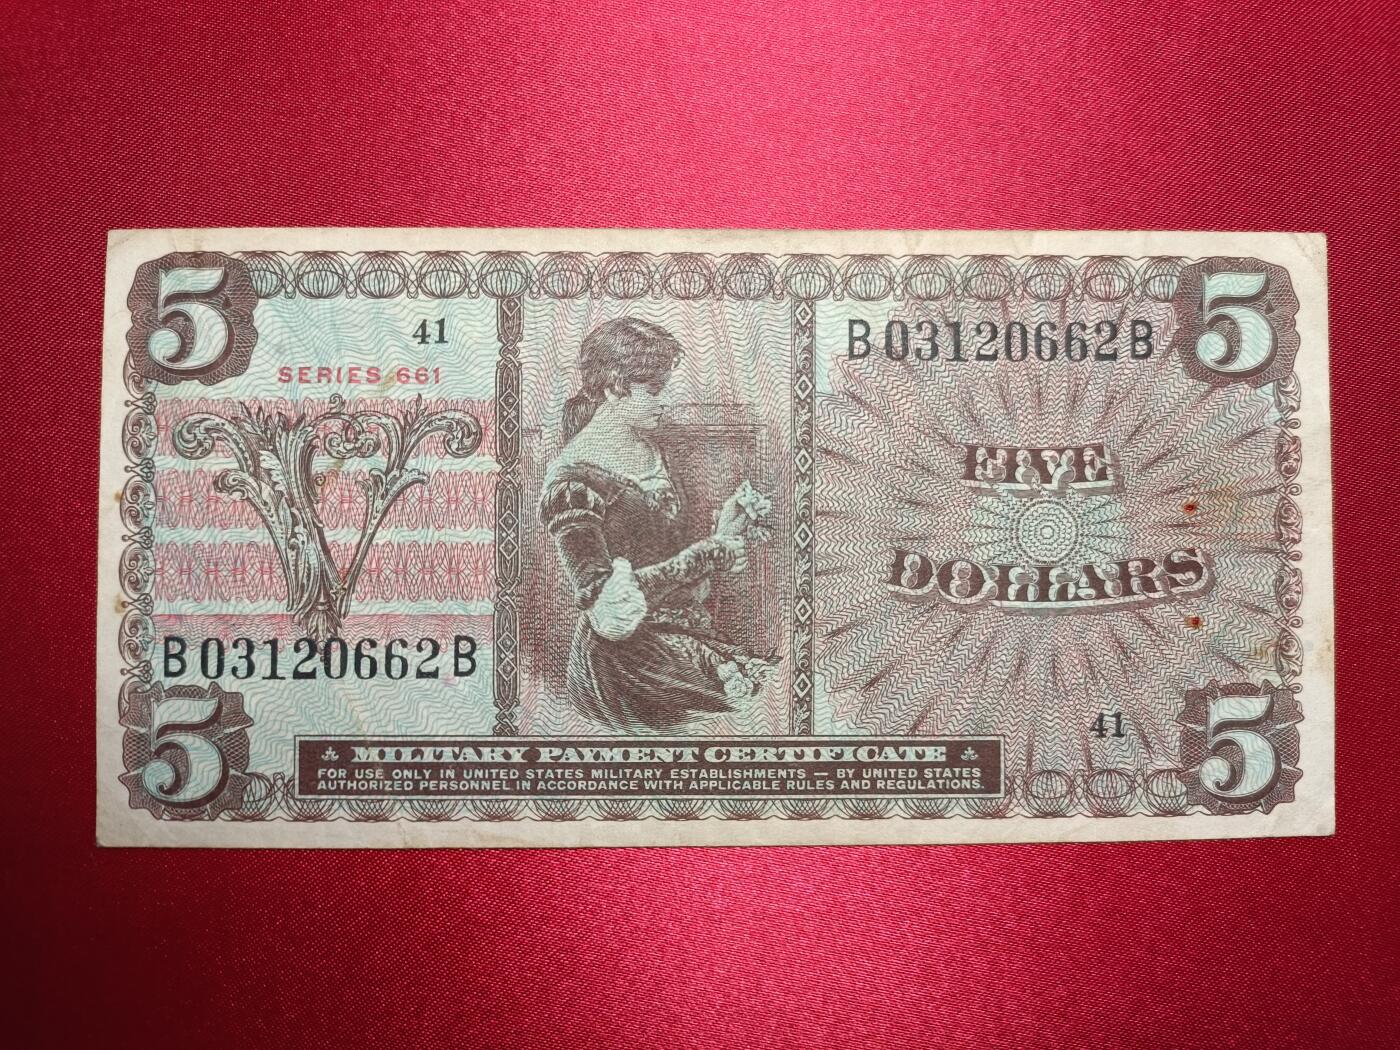 5
5
41
B03120662B
SERIES 661
V
FIVE
DOLLARS
B03120662B
41
5
5
MILITARY PAYMENT CERTIFICATE
FOR USE ONLY IN UNITED STATES MILITARY ESTABLISHMENTS — BY UNITED STATES
AUTHORIZED PERSONNEL IN ACCORDANCE WITH APPLICABLE RULES AND REGULATIONS.